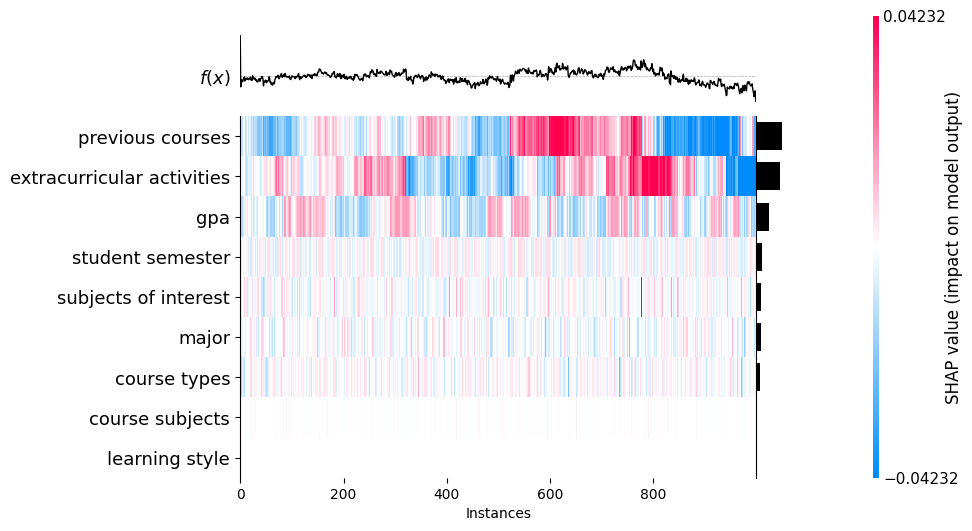 0.04232
f(x)
previous courses
extracurricular activities
gpa
student semester
subjects of interest
major
course types
course subjects
learning style
0 200 400 600 800
Instances
SHAP value (impact on model output)
−0.04232